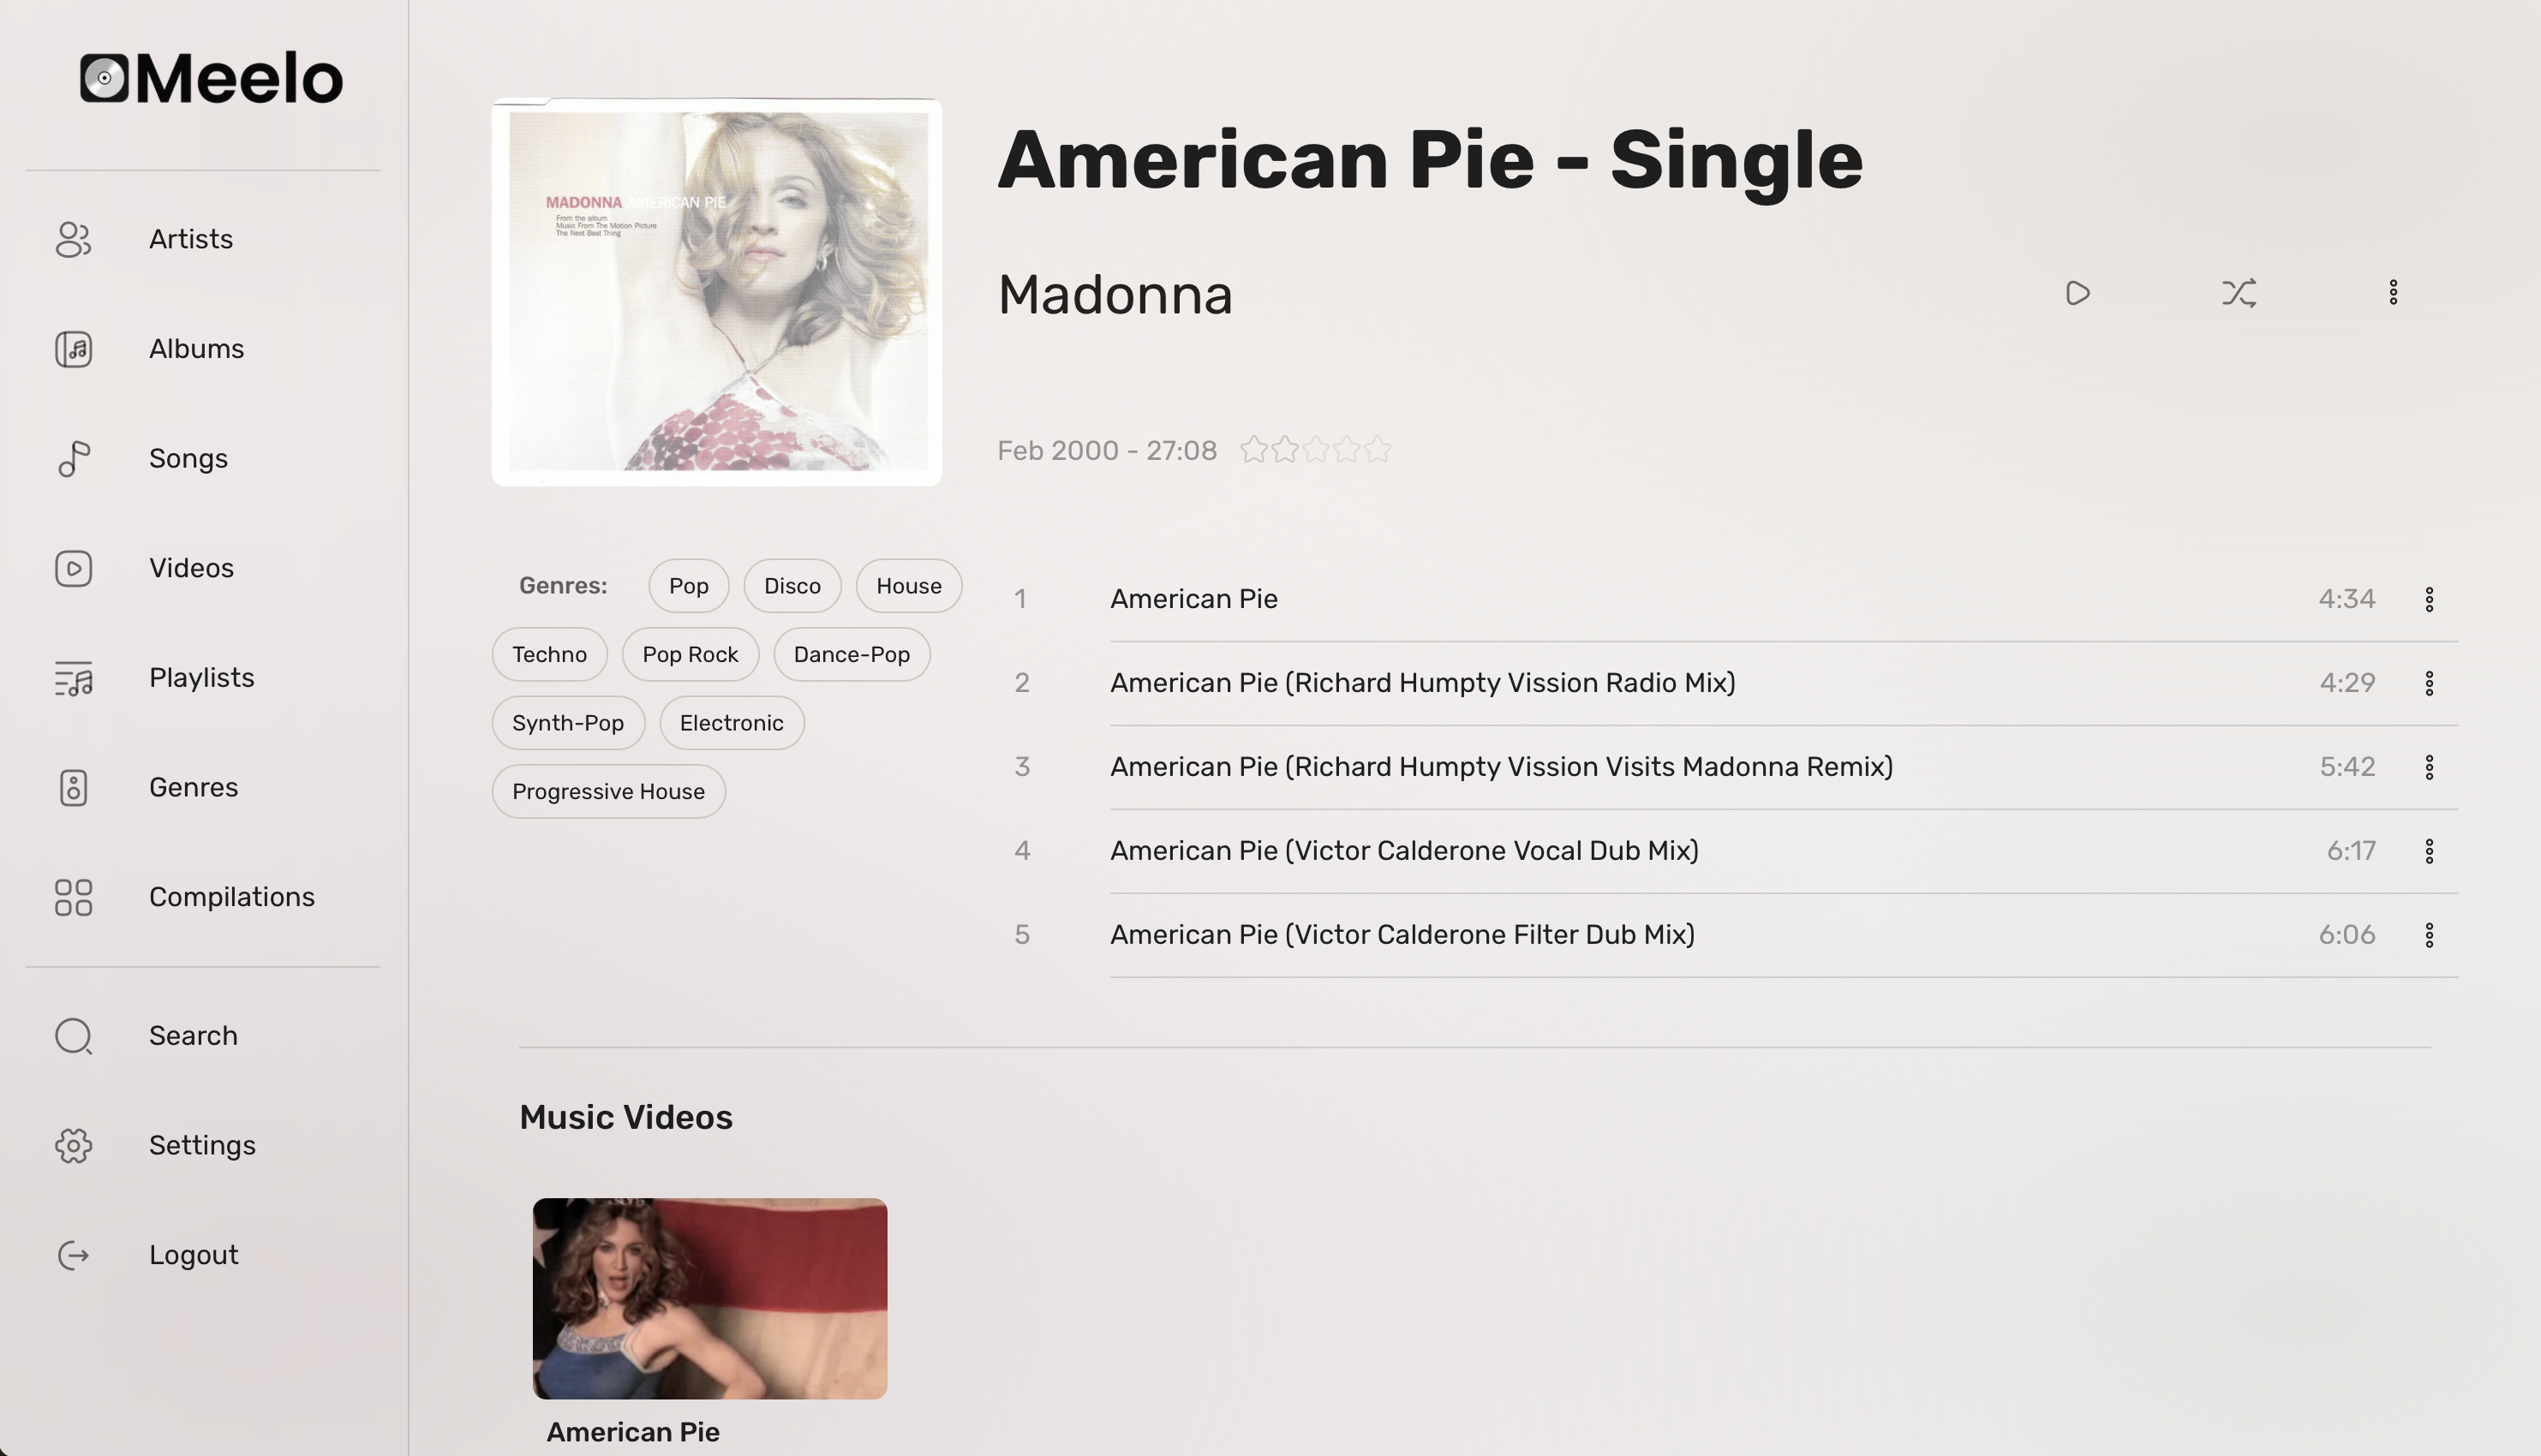 Meelo
Artists
Albums
Songs
Videos
Playlists
Genres
Compilations
Search
Settings
Logout
MADONNA AMERICAN PIE
From the album
Music From The Motion Picture
The Next Best Thing
American Pie - Single
Madonna
Feb 2000 - 27:08
Genres: Pop Disco House
Techno Pop Rock Dance-Pop
Synth-Pop Electronic
Progressive House
1 American Pie 4:34
2 American Pie (Richard Humpty Vission Radio Mix) 4:29
3 American Pie (Richard Humpty Vission Visits Madonna Remix) 5:42
4 American Pie (Victor Calderone Vocal Dub Mix) 6:17
5 American Pie (Victor Calderone Filter Dub Mix) 6:06
Music Videos
American Pie